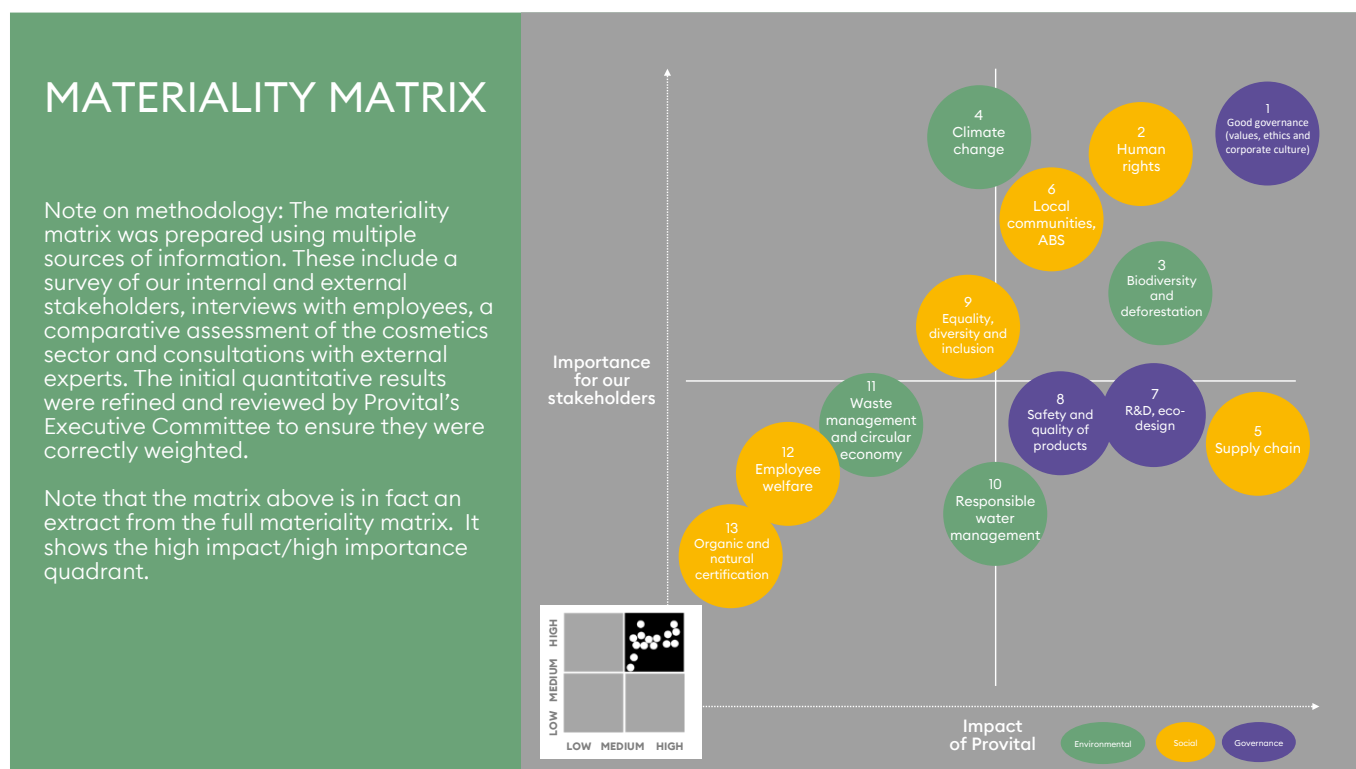 MATERIALITY MATRIX
Note on methodology: The materiality
matrix was prepared using multiple
sources of information. These include a
survey of our internal and external
stakeholders, interviews with employees, a
comparative assessment of the cosmetics
sector and consultations with external
experts. The initial quantitative results
were refined and reviewed by Provital’s
Executive Committee to ensure they were
correctly weighted.
Note that the matrix above is in fact an
extract from the full materiality matrix. It
shows the high impact/high importance
quadrant.
Importance
for our
stakeholders
4
Climate
change
2
Human
rights
1
Good governance
(values, ethics and
corporate culture)
6
Local
communities,
ABS
3
Biodiversity
and
deforestation
9
Equality,
diversity and
inclusion
11
Waste
management
and circular
economy
8
Safety and
quality of
products
7
R&D, eco-
design
5
Supply chain
12
Employee
welfare
10
Responsible
water
management
13
Organic and
natural
certification
LOW MEDIUM HIGH
LOW MEDIUM HIGH
Impact
of Provital
Environmental
Social
Governance